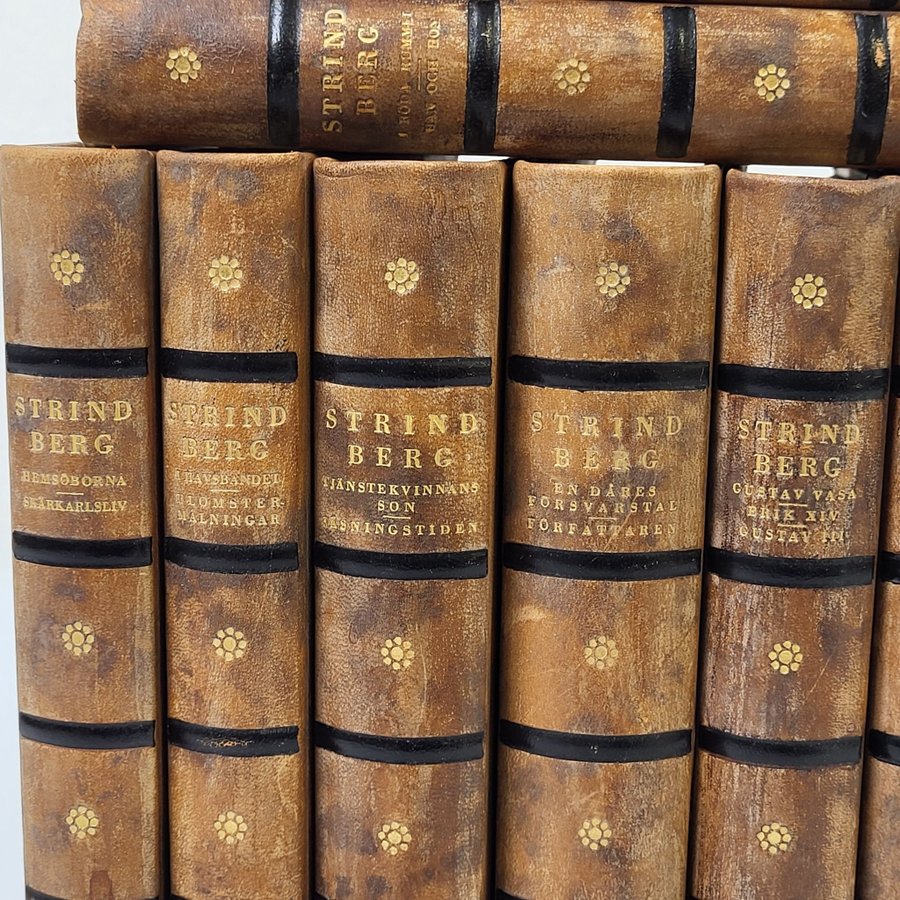 STRIND
BERG
I RÖDA RUMMET
HAV OCH
STRIND
BERG
HEMSÖBORNA
SKÄRKARLSLIV
STRIND
BERG
I HAVSBANDET
BLOMSTER-
MÅLNINGAR
STRIND
BERG
TJÄNSTEKVINNANS
SON
JÄSNINGSTIDEN
STRIND
BERG
EN DÅRES
FÖRSVARSTAL
FÖRFATTAREN
STRIND
BERG
GUSTAV VASA
ERIK XIV
GUSTAV III